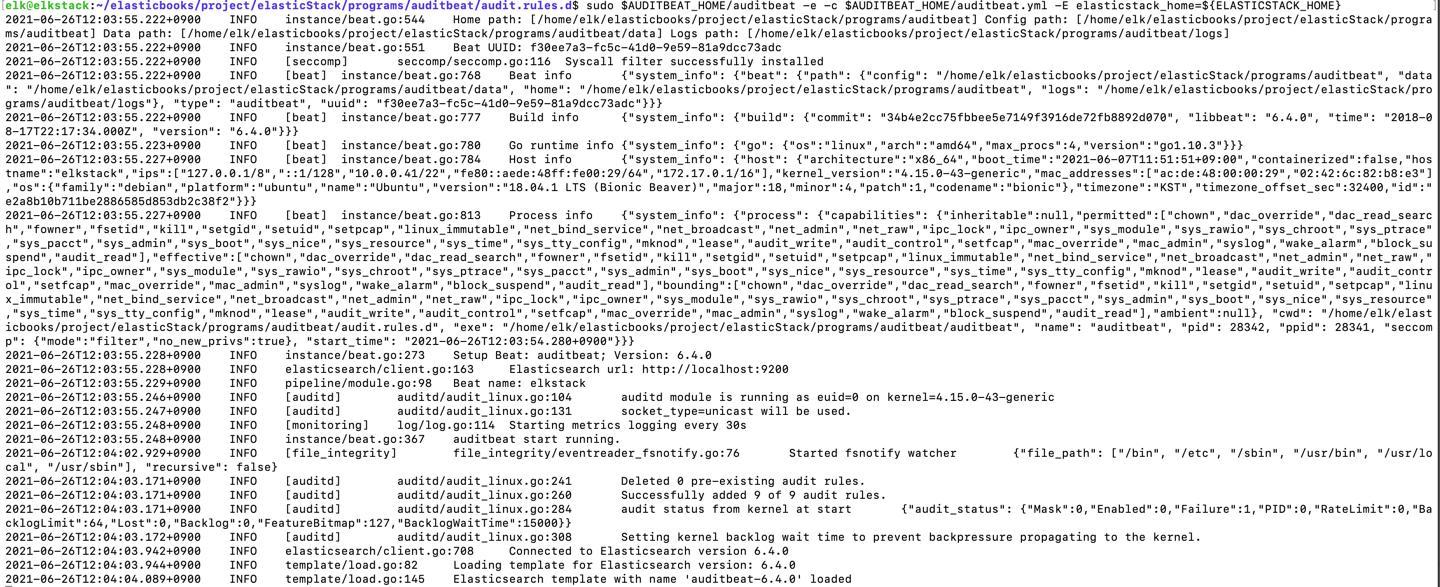 elk@elkstack:~/elasticbooks/project/elasticStack/programs/auditbeat/audit.rules.d$ sudo $AUDITBEAT_HOME/auditbeat -e -c $AUDITBEAT_HOME/auditbeat.yml -E elasticstack_home=${ELASTICSTACK_HOME}
2021-06-26T12:03:55.222+0900 INFO instance/beat.go:544 Home path: [/home/elk/elasticbooks/project/elasticStack/programs/auditbeat] Config path: [/home/elk/elasticbooks/project/elasticStack/progra
ms/auditbeat] Data path: [/home/elk/elasticbooks/project/elasticStack/programs/auditbeat/data] Logs path: [/home/elk/elasticbooks/project/elasticStack/programs/auditbeat/logs]
2021-06-26T12:03:55.222+0900 INFO instance/beat.go:551 Beat UUID: f30ee7a3-fc5c-41d0-9e59-81a9dcc73adc
2021-06-26T12:03:55.222+0900 INFO [seccomp] seccomp/seccomp.go:116 Syscall filter successfully installed
2021-06-26T12:03:55.222+0900 INFO [beat] instance/beat.go:768 Beat info {"system_info": {"beat": {"path": {"config": "/home/elk/elasticbooks/project/elasticStack/programs/auditbeat", "data
": "/home/elk/elasticbooks/project/elasticStack/programs/auditbeat/data", "home": "/home/elk/elasticbooks/project/elasticStack/programs/auditbeat", "logs": "/home/elk/elasticbooks/project/elasticStack/pro
grams/auditbeat/logs"}, "type": "auditbeat", "uuid": "f30ee7a3-fc5c-41d0-9e59-81a9dcc73adc"}}}
2021-06-26T12:03:55.222+0900 INFO [beat] instance/beat.go:777 Build info {"system_info": {"build": {"commit": "34b4e2cc75fbbee5e7149f3916de72fb8892d070", "libbeat": "6.4.0", "time": "2018-0
8-17T22:17:34.000Z", "version": "6.4.0"}}}
2021-06-26T12:03:55.223+0900 INFO [beat] instance/beat.go:780 Go runtime info {"system_info": {"go": {"os":"linux","arch":"amd64","max_procs":4,"version":"go1.10.3"}}}
2021-06-26T12:03:55.227+0900 INFO [beat] instance/beat.go:784 Host info {"system_info": {"host": {"architecture":"x86_64","boot_time":"2021-06-07T11:51:51+09:00","containerized":false,"hos
tname":"elkstack","ips":["127.0.0.1/8","::1/128","10.0.0.41/22","fe80::aede:48ff:fe00:29/64","172.17.0.1/16"],"kernel_version":"4.15.0-43-generic","mac_addresses":["ac:de:48:00:00:29","02:42:6c:82:b8:e3"]
,"os":{"family":"debian","platform":"ubuntu","name":"Ubuntu","version":"18.04.1 LTS (Bionic Beaver)","major":18,"minor":4,"patch":1,"codename":"bionic"},"timezone":"KST","timezone_offset_sec":32400,"id":"
e2a8b10b711be2886585d853db2c38f2"}}}
2021-06-26T12:03:55.227+0900 INFO [beat] instance/beat.go:813 Process info {"system_info": {"process": {"capabilities": {"inheritable":null,"permitted":["chown","dac_override","dac_read_searc
h","fowner","fsetid","kill","setgid","setuid","setpcap","linux_immutable","net_bind_service","net_broadcast","net_admin","net_raw","ipc_lock","ipc_owner","sys_module","sys_rawio","sys_chroot","sys_ptrace"
,"sys_pacct","sys_admin","sys_boot","sys_nice","sys_resource","sys_time","sys_tty_config","mknod","lease","audit_write","audit_control","setfcap","mac_override","mac_admin","syslog","wake_alarm","block_su
spend","audit_read"],"effective":["chown","dac_override","dac_read_search","fowner","fsetid","kill","setgid","setuid","setpcap","linux_immutable","net_bind_service","net_broadcast","net_admin","net_raw","
ipc_lock","ipc_owner","sys_module","sys_rawio","sys_chroot","sys_ptrace","sys_pacct","sys_admin","sys_boot","sys_nice","sys_resource","sys_time","sys_tty_config","mknod","lease","audit_write","audit_contr
ol","setfcap","mac_override","mac_admin","syslog","wake_alarm","block_suspend","audit_read"],"bounding":["chown","dac_override","dac_read_search","fowner","fsetid","kill","setgid","setuid","setpcap","linu
x_immutable","net_bind_service","net_broadcast","net_admin","net_raw","ipc_lock","ipc_owner","sys_module","sys_rawio","sys_chroot","sys_ptrace","sys_pacct","sys_admin","sys_boot","sys_nice","sys_resource"
,"sys_time","sys_tty_config","mknod","lease","audit_write","audit_control","setfcap","mac_override","mac_admin","syslog","wake_alarm","block_suspend","audit_read"],"ambient":null}, "cwd": "/home/elk/elast
icbooks/project/elasticStack/programs/auditbeat/audit.rules.d", "exe": "/home/elk/elasticbooks/project/elasticStack/programs/auditbeat/auditbeat", "name": "auditbeat", "pid": 28342, "ppid": 28341, "seccom
p": {"mode":"filter","no_new_privs":true}, "start_time": "2021-06-26T12:03:54.280+0900"}}}
2021-06-26T12:03:55.228+0900 INFO instance/beat.go:273 Setup Beat: auditbeat; Version: 6.4.0
2021-06-26T12:03:55.228+0900 INFO elasticsearch/client.go:163 Elasticsearch url: http://localhost:9200
2021-06-26T12:03:55.229+0900 INFO pipeline/module.go:98 Beat name: elkstack
2021-06-26T12:03:55.246+0900 INFO [auditd] auditd/audit_linux.go:104 auditd module is running as euid=0 on kernel=4.15.0-43-generic
2021-06-26T12:03:55.247+0900 INFO [auditd] auditd/audit_linux.go:131 socket_type=unicast will be used.
2021-06-26T12:03:55.248+0900 INFO [monitoring] log/log.go:114 Starting metrics logging every 30s
2021-06-26T12:03:55.248+0900 INFO instance/beat.go:367 auditbeat start running.
2021-06-26T12:04:02.929+0900 INFO [file_integrity] file_integrity/eventreader_fsnotify.go:76 Started fsnotify watcher {"file_path": ["/bin", "/etc", "/sbin", "/usr/bin", "/usr/lo
cal", "/usr/sbin"], "recursive": false}
2021-06-26T12:04:03.171+0900 INFO [auditd] auditd/audit_linux.go:241 Deleted 0 pre-existing audit rules.
2021-06-26T12:04:03.171+0900 INFO [auditd] auditd/audit_linux.go:260 Successfully added 9 of 9 audit rules.
2021-06-26T12:04:03.171+0900 INFO [auditd] auditd/audit_linux.go:284 audit status from kernel at start {"audit_status": {"Mask":0,"Enabled":0,"Failure":1,"PID":0,"RateLimit":0,"Ba
cklogLimit":64,"Lost":0,"Backlog":0,"FeatureBitmap":127,"BacklogWaitTime":15000}}
2021-06-26T12:04:03.172+0900 INFO [auditd] auditd/audit_linux.go:308 Setting kernel backlog wait time to prevent backpressure propagating to the kernel.
2021-06-26T12:04:03.942+0900 INFO elasticsearch/client.go:708 Connected to Elasticsearch version 6.4.0
2021-06-26T12:04:03.944+0900 INFO template/load.go:82 Loading template for Elasticsearch version: 6.4.0
2021-06-26T12:04:04.089+0900 INFO template/load.go:145 Elasticsearch template with name 'auditbeat-6.4.0' loaded